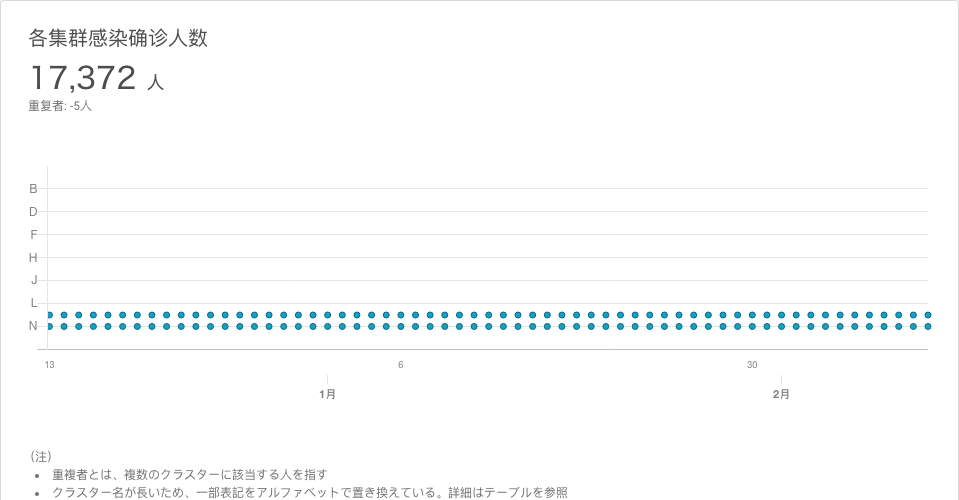 各集群感染确诊人数
17,372 人
重复者: -5人
B
D
F
H
J
L
N
13 6 30
1月 2月
（注）
• 重複者とは、複数のクラスターに該当する人を指す
• クラスター名が長いため、一部表記をアルファベットで置き換えている。詳細はテーブルを参照